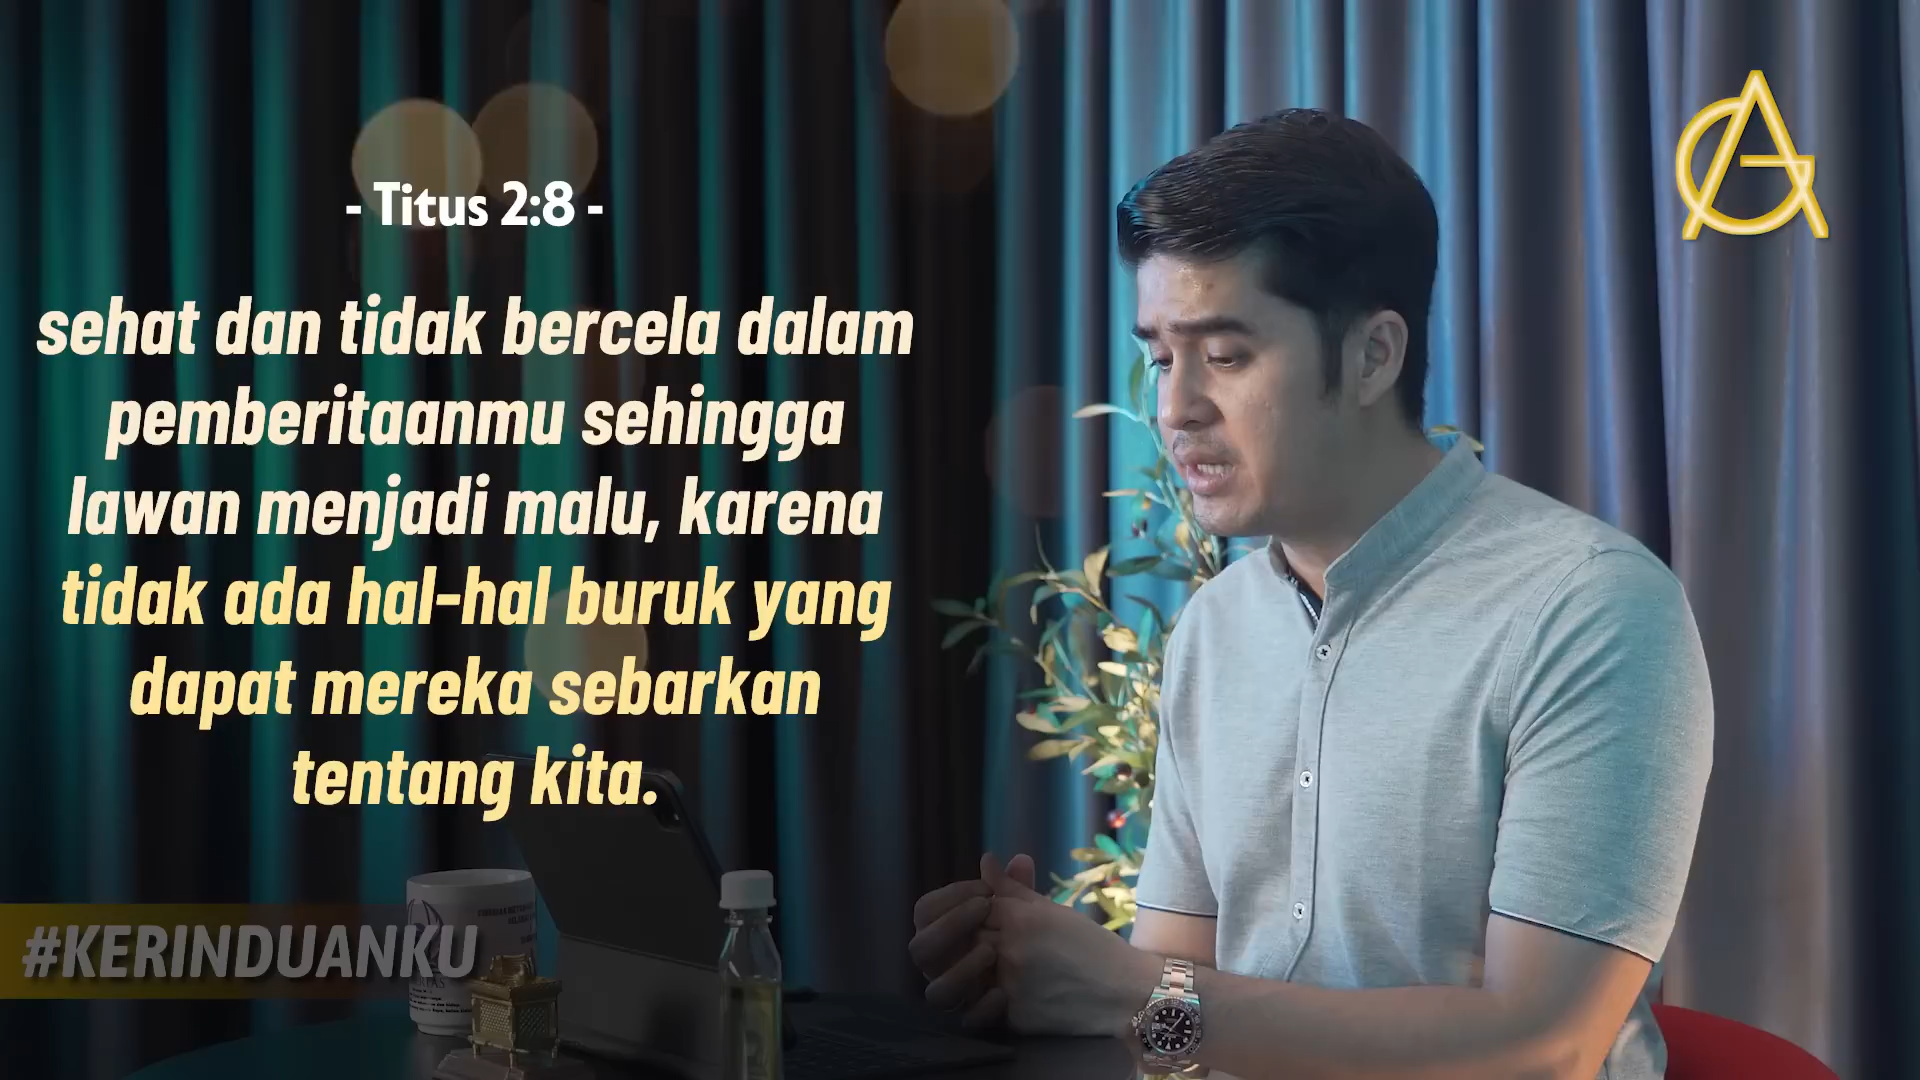 - Titus 2:8 -
sehat dan tidak bercela dalam
pemberitaanmu sehingga
lawan menjadi malu, karena
tidak ada hal-hal buruk yang
dapat mereka sebarkan
tentang kita.
#KERINDUANKU